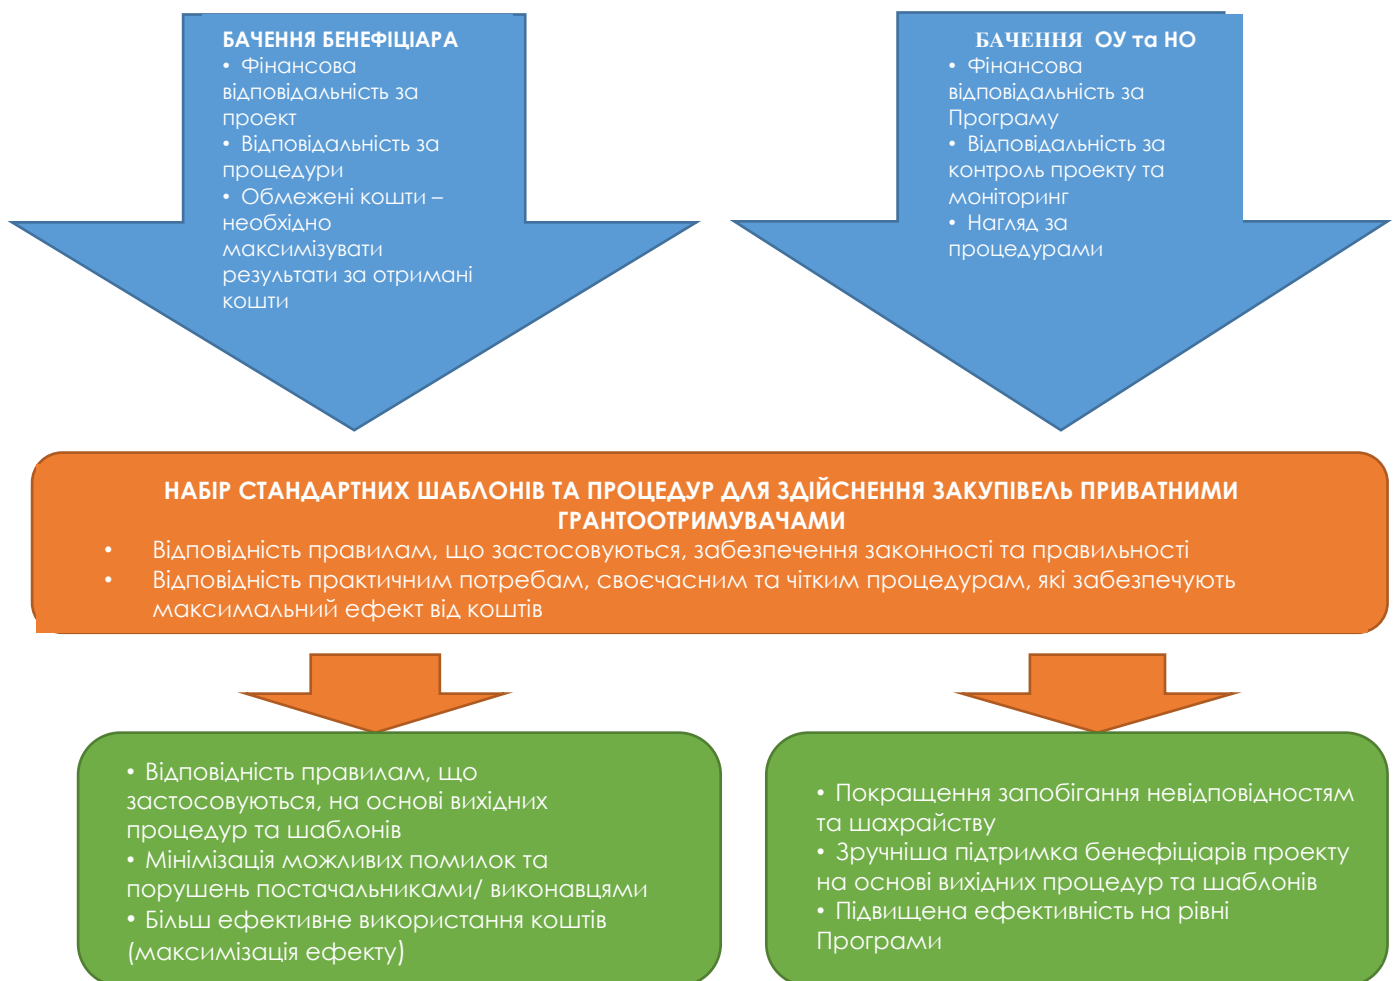 БАЧЕННЯ БЕНЕФІЦІАРА
• Фінансова
відповідальність за
проект
• Відповідальність за
процедури
• Обмежені кошти –
необхідно
максимізувати
результати за отримані
кошти
БАЧЕННЯ ОУ та НО
• Фінансова
відповідальність за
Програму
• Відповідальність за
контроль проекту та
моніторинг
• Нагляд за
процедурами
НАБІР СТАНДАРТНИХ ШАБЛОНІВ ТА ПРОЦЕДУР ДЛЯ ЗДІЙСНЕННЯ ЗАКУПІВЕЛЬ ПРИВАТНИМИ
ГРАНТООТРИМУВАЧАМИ
• Відповідність правилам, що застосовуються, забезпечення законності та правильності
• Відповідність практичним потребам, своєчасним та чітким процедурам, які забезпечують
максимальний ефект від коштів
• Відповідність правилам, що
застосовуються, на основі вихідних
процедур та шаблонів
• Мінімізація можливих помилок та
порушень постачальниками/ виконавцями
• Більш ефективне використання коштів
(максимізація ефекту)
• Покращення запобігання невідповідностям
та шахрайству
• Зручніша підтримка бенефіціарів проекту
на основі вихідних процедур та шаблонів
• Підвищена ефективність на рівні
Програми